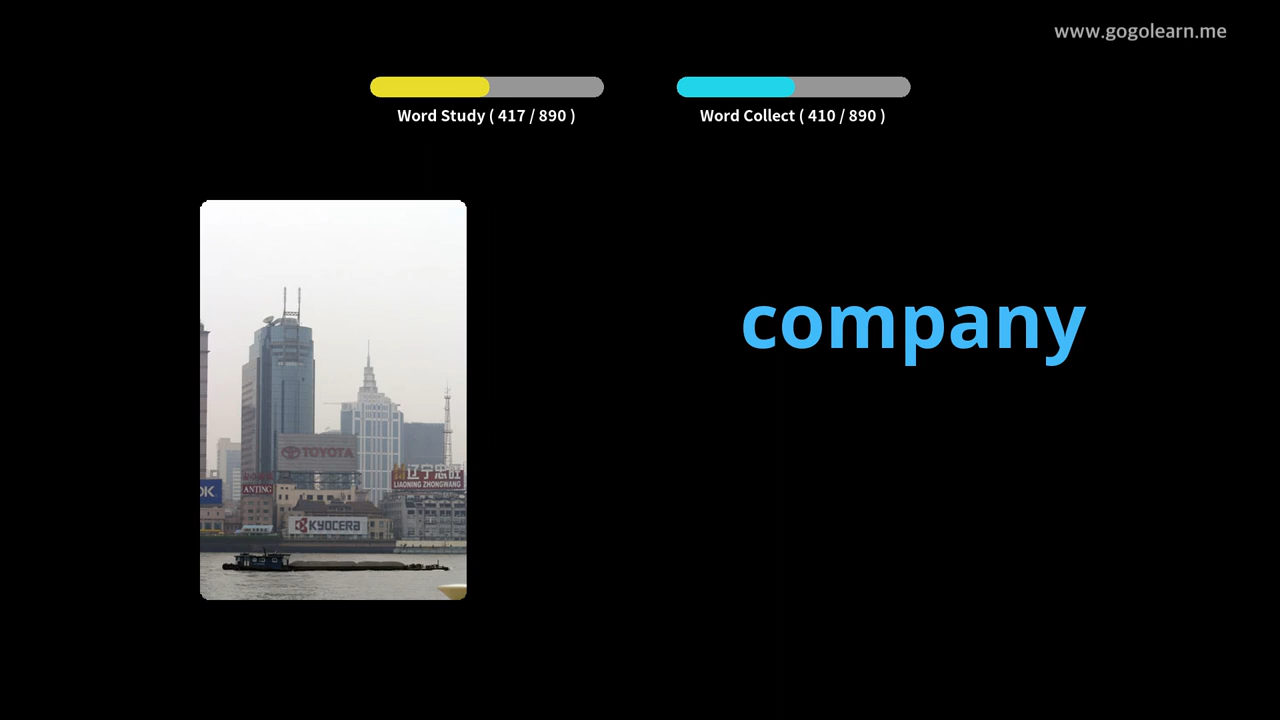 www.gogolearn.me
Word Study ( 417 / 890 )
Word Collect ( 410 / 890 )
company
TOYOTA
辽宁忠旺
LIAONING ZHONGWANG
OK
ANTING
KYOCERA